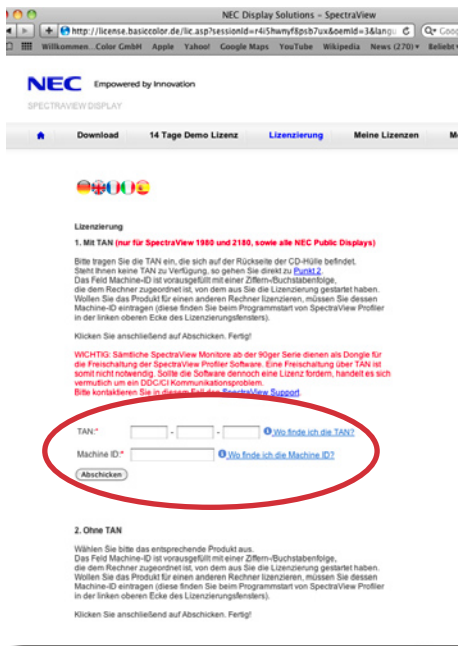 NEC Display Solutions – SpectraView
http://license.basiccolor.de/lic.asp?sessionId=r4i5hwnyf8psb7ux&oemId=3&langu
Willkommen...Color GmbH Apple Yahoo! Google Maps YouTube Wikipedia News (270) Beliebt
NEC Empowered by Innovation
SPECTRAVIEW DISPLAY
Download 14 Tage Demo Lizenz Lizenzierung Meine Lizenzen
Lizenzierung
1. Mit TAN (nur für SpectraView 1980 und 2180, sowie alle NEC Public Displays)
Bitte tragen Sie die TAN ein, die sich auf der Rückseite der CD-Hülle befindet.
Steht Ihnen keine TAN zu Verfügung, so gehen Sie direkt zu Punkt 2.
Das Feld Machine-ID ist vorausgefüllt mit einer Ziffern-/Buchstabenfolge,
die dem Rechner zugeordnet ist, von dem aus Sie die Lizenzierung gestartet haben.
Wollen Sie das Produkt für einen anderen Rechner lizenzieren, müssen Sie dessen
Machine-ID eintragen (diese finden Sie beim Programmstart von SpectraView Profiler
in der linken oberen Ecke des Lizenzierungsfensters).
Klicken Sie anschließend auf Abschicken. Fertig!
WICHTIG: Sämtliche SpectraView Monitore ab der 90ger Serie dienen als Dongle für
die Freischaltung der SpectraView Profiler Software. Eine Freischaltung über TAN ist
somit nicht notwendig. Sollte die Software dennoch eine Lizenz fordern, handelt es sich
vermutlich um ein DDC/CI Kommunikationsproblem.
Bitte kontaktieren Sie in diesem Fall den SpectraView Support.
TAN:* - - Wo finde ich die TAN?
Machine ID:* Wo finde ich die Machine ID?
Abschicken
2. Ohne TAN
Wählen Sie bitte das entsprechende Produkt aus.
Das Feld Machine-ID ist vorausgefüllt mit einer Ziffern-/Buchstabenfolge,
die dem Rechner zugeordnet ist, von dem aus Sie die Lizenzierung gestartet haben.
Wollen Sie das Produkt für einen anderen Rechner lizenzieren, müssen Sie dessen
Machine-ID eintragen (diese finden Sie beim Programmstart von SpectraView Profiler
in der linken oberen Ecke des Lizenzierungsfensters).
Klicken Sie anschließend auf Abschicken. Fertig!